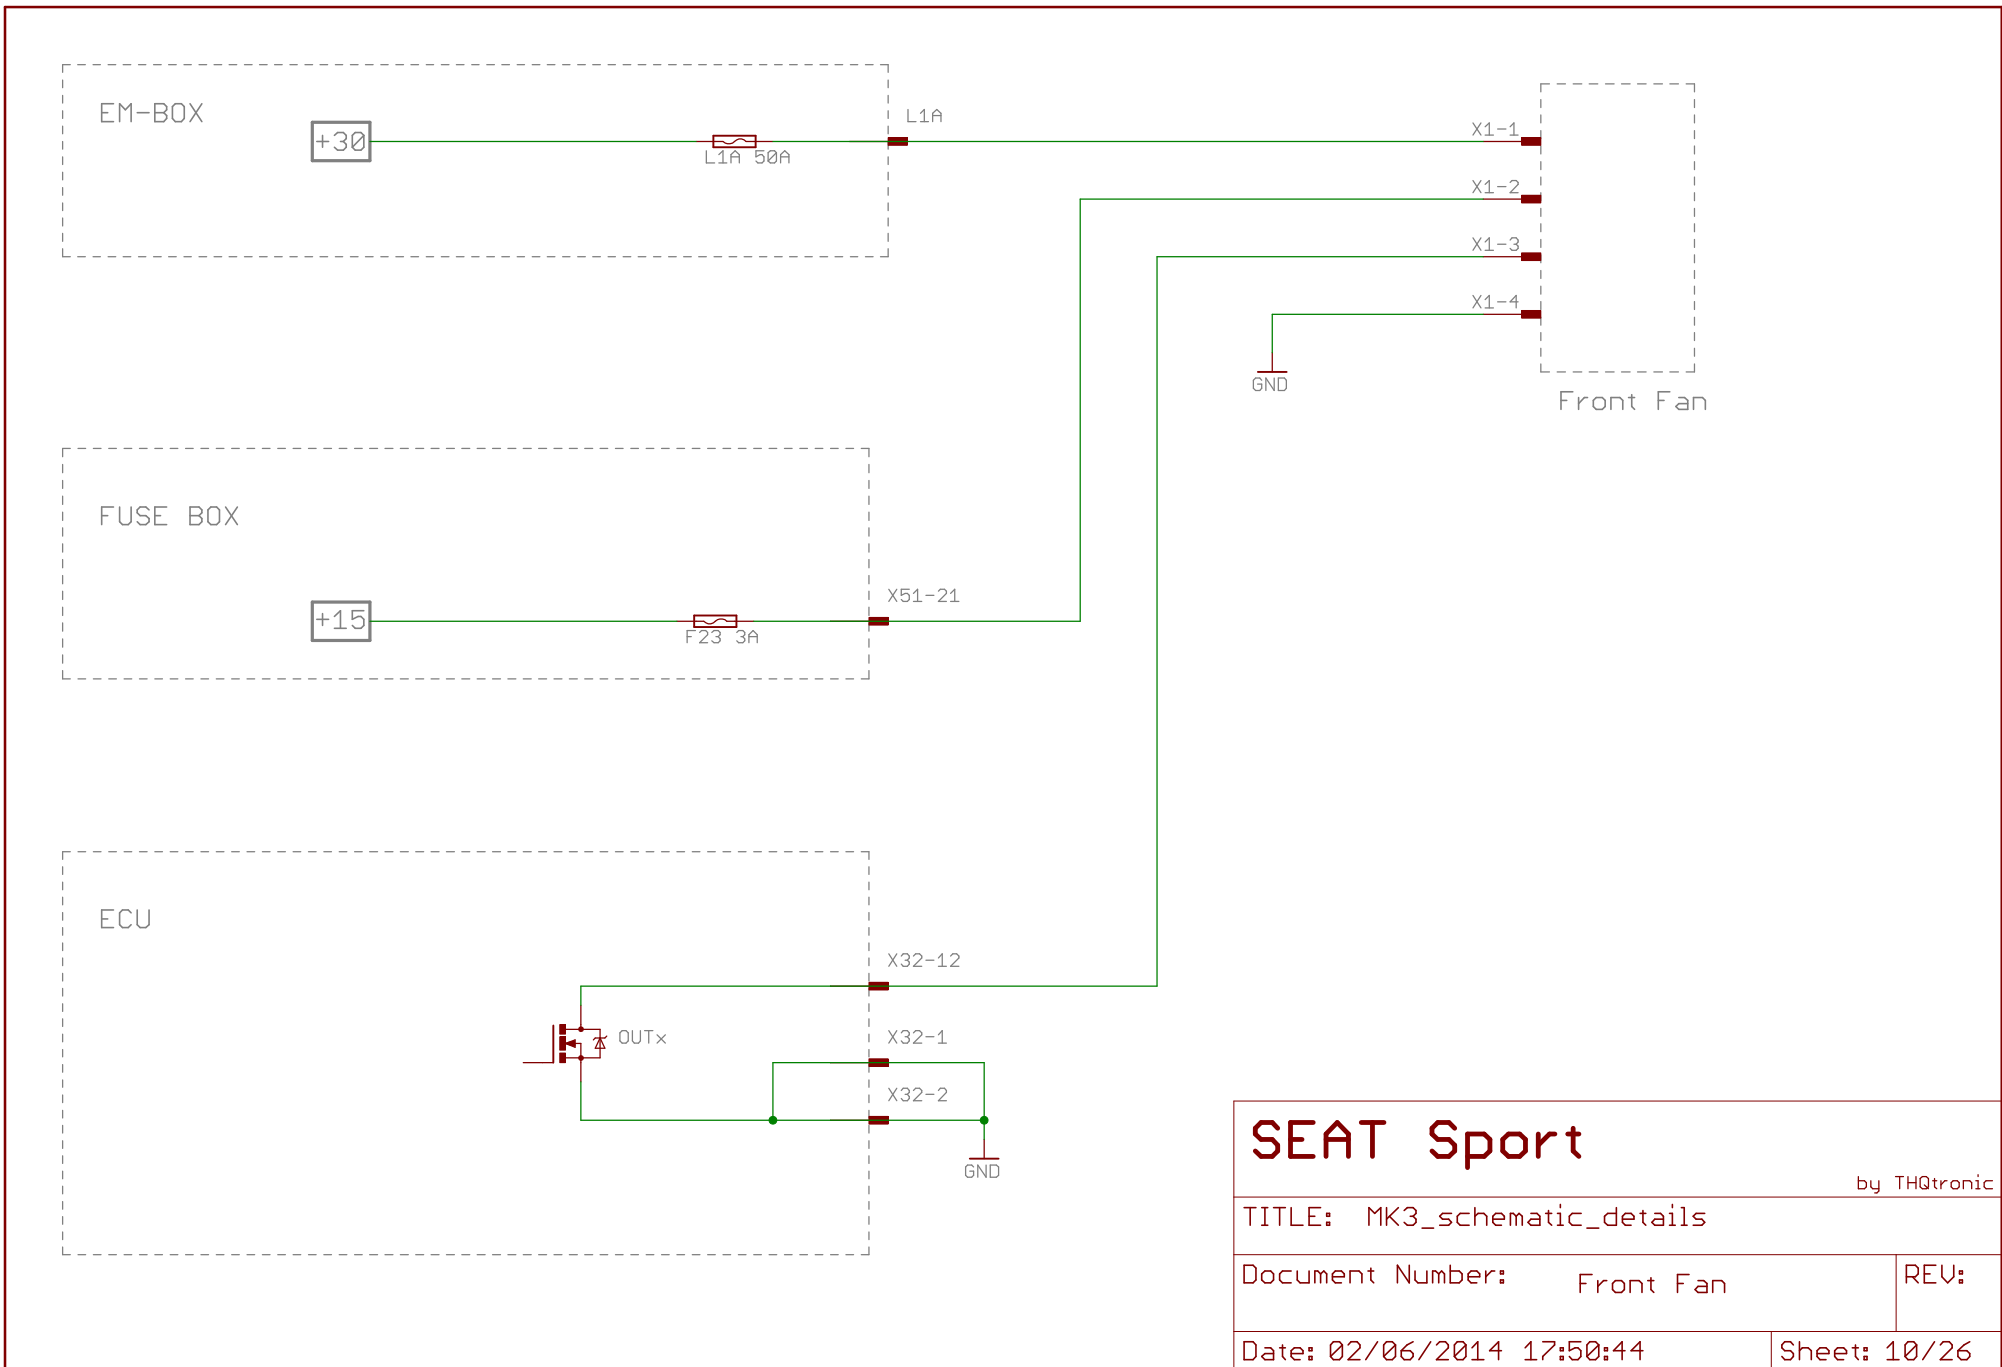 EM-BOX
+30
L1A 50A
L1A
X1-1
X1-2
X1-3
X1-4
GND
Front Fan
FUSE BOX
+15
F23 3A
X51-21
ECU
OUTx
X32-12
X32-1
X32-2
GND
SEAT Sport
by THQtronic
TITLE: MK3_schematic_details
Document Number: Front Fan
REV:
Date: 02/06/2014 17:50:44
Sheet: 10/26